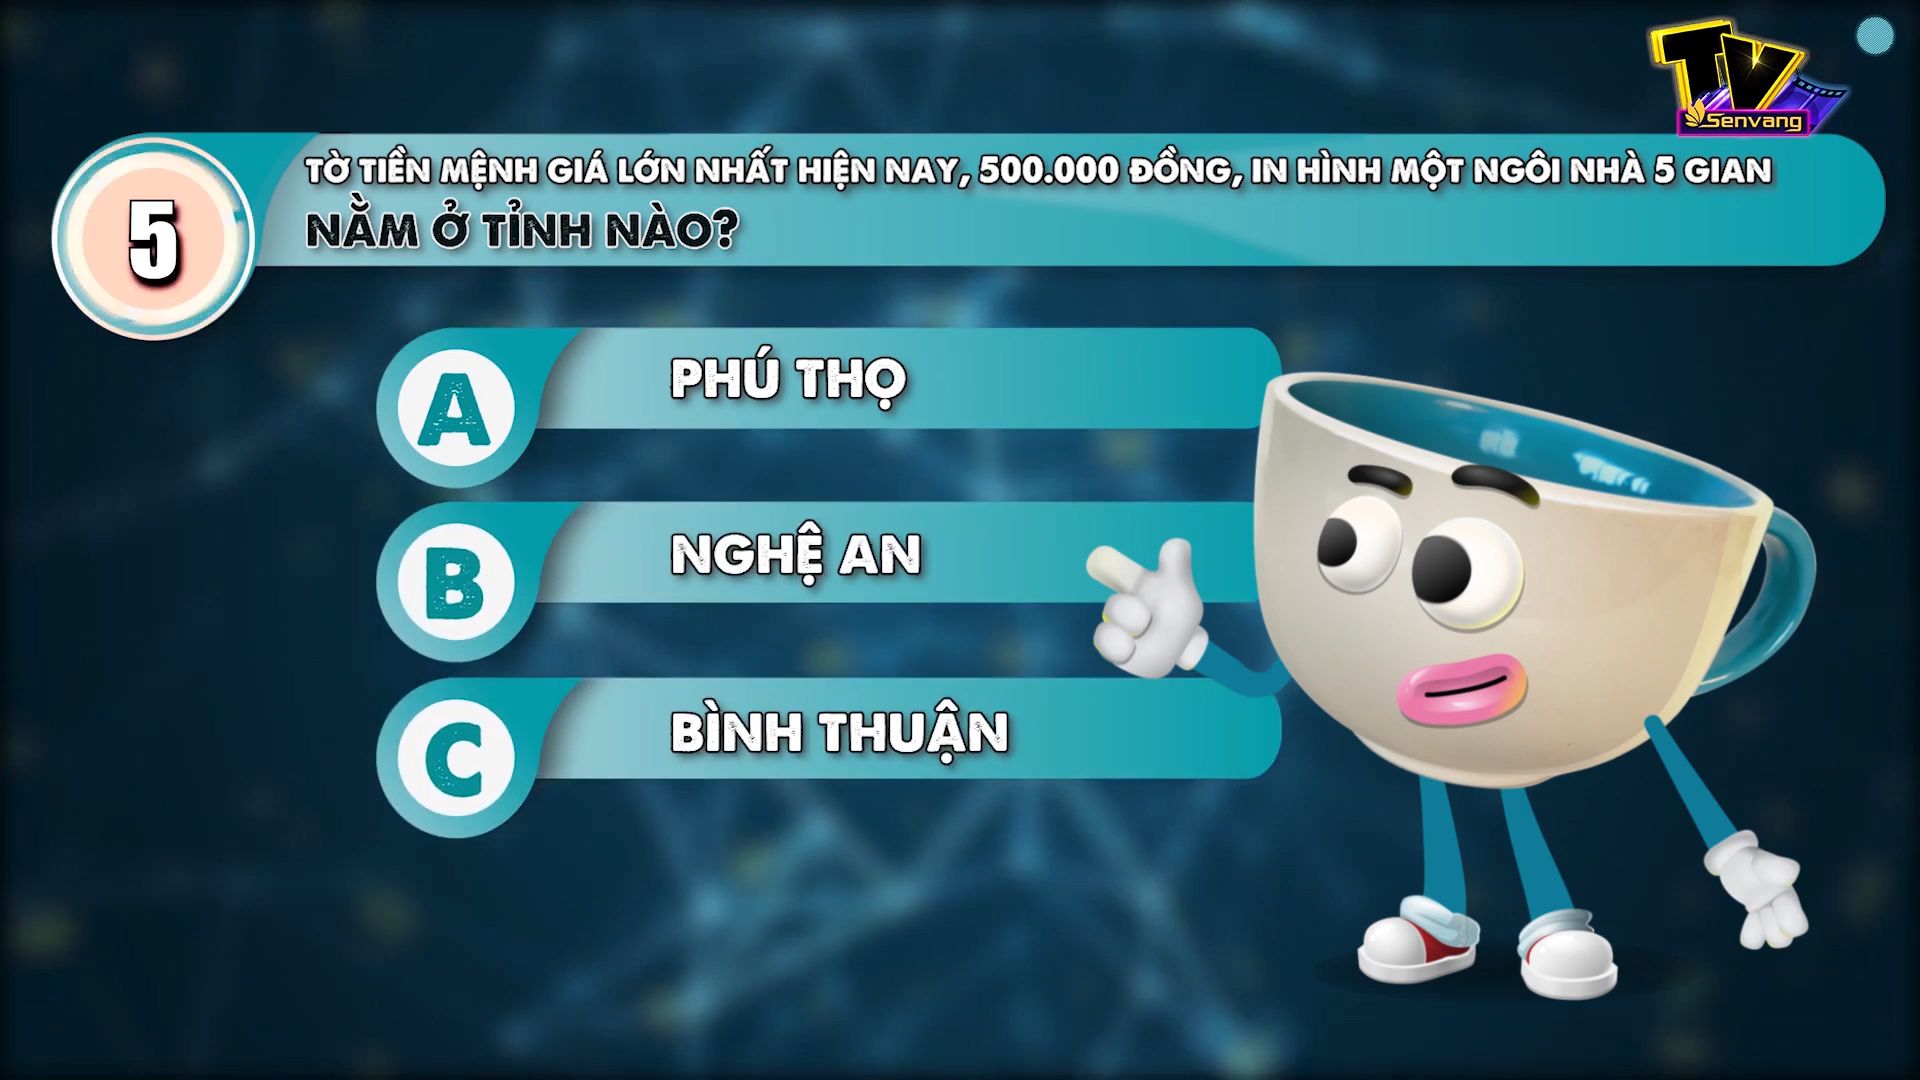 TV
Senvang
5
TỜ TIỀN MỆNH GIÁ LỚN NHẤT HIỆN NAY, 500.000 ĐỒNG, IN HÌNH MỘT NGÔI NHÀ 5 GIAN
NẰM Ở TỈNH NÀO?
A
PHÚ THỌ
B
NGHỆ AN
C
BÌNH THUẬN